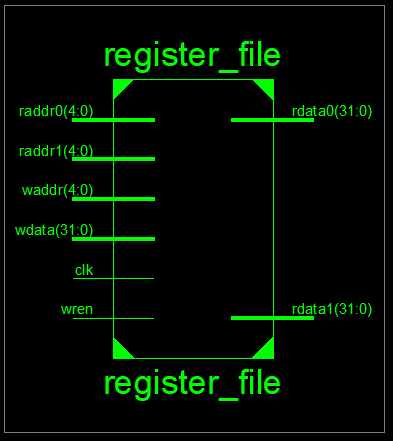 register_file
raddr0(4:0)
rdata0(31:0)
raddr1(4:0)
waddr(4:0)
wdata(31:0)
clk
wren
rdata1(31:0)
register_file